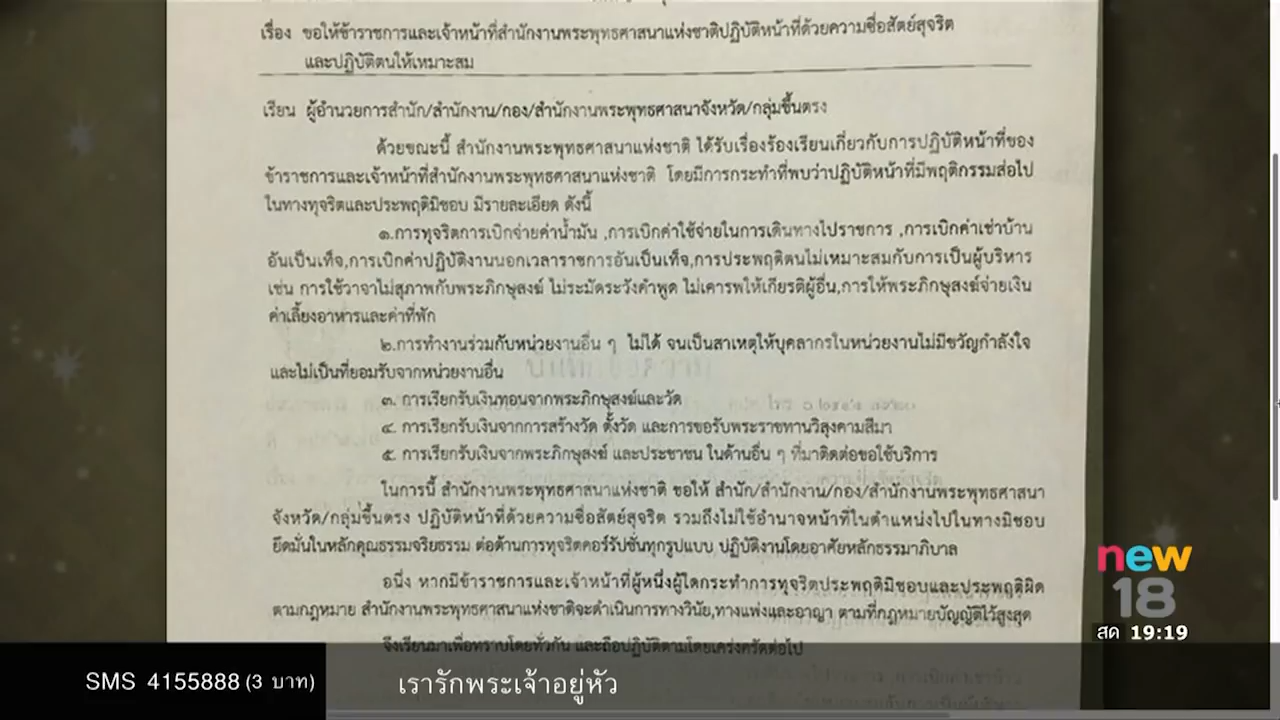 เรื่อง ขอให้ข้าราชการและเจ้าหน้าที่สำนักงานพระพุทธศาสนาแห่งชาติปฏิบัติหน้าที่ด้วยความซื่อสัตย์สุจริต
และปฏิบัติตนให้เหมาะสม
เรียน ผู้อำนวยการสำนัก/สำนักงาน/กอง/สำนักงานพระพุทธศาสนาจังหวัด/กลุ่มขึ้นตรง
ด้วยขณะนี้ สำนักงานพระพุทธศาสนาแห่งชาติ ได้รับเรื่องร้องเรียนเกี่ยวกับการปฏิบัติหน้าที่ของ
ข้าราชการและเจ้าหน้าที่สำนักงานพระพุทธศาสนาแห่งชาติ โดยมีการกระทำที่พบว่าปฏิบัติหน้าที่มีพฤติกรรมส่อไป
ในทางทุจริตและประพฤติมิชอบ มีรายละเอียด ดังนี้
๑.การทุจริตการเบิกจ่ายค่าน้ำมัน ,การเบิกค่าใช้จ่ายในการเดินทางไปราชการ ,การเบิกค่าเช่าบ้าน
อันเป็นเท็จ,การเบิกค่าปฏิบัติงานนอกเวลาราชการอันเป็นเท็จ,การประพฤติตนไม่เหมาะสมกับการเป็นผู้บริหาร
เช่น การใช้วาจาไม่สุภาพกับพระภิกษุสงฆ์ ไม่ระมัดระวังคำพูด ไม่เคารพให้เกียรติผู้อื่น,การให้พระภิกษุสงฆ์จ่ายเงิน
ค่าเลี้ยงอาหารและค่าที่พัก
๒.การทำงานร่วมกับหน่วยงานอื่น ๆ ไม่ได้ จนเป็นสาเหตุให้บุคลากรในหน่วยงานไม่มีขวัญกำลังใจ
และไม่เป็นที่ยอมรับจากหน่วยงานอื่น
๓. การเรียกรับเงินทอนจากพระภิกษุสงฆ์และวัด
๔. การเรียกรับเงินจากการสร้างวัด ตั้งวัด และการขอรับพระราชทานวิสุงคามสีมา
๕. การเรียกรับเงินจากพระภิกษุสงฆ์ และประชาชน ในด้านอื่น ๆ ที่มาติดต่อขอใช้บริการ
ในการนี้ สำนักงานพระพุทธศาสนาแห่งชาติ ขอให้ สำนัก/สำนักงาน/กอง/สำนักงานพระพุทธศาสนา
จังหวัด/กลุ่มขึ้นตรง ปฏิบัติหน้าที่ด้วยความซื่อสัตย์สุจริต รวมถึงไม่ใช้อำนาจหน้าที่ในตำแหน่งไปในทางมิชอบ
ยึดมั่นในหลักคุณธรรมจริยธรรม ต่อต้านการทุจริตคอร์รัปชั่นทุกรูปแบบ ปฏิบัติงานโดยอาศัยหลักธรรมาภิบาล
อนึ่ง หากมีข้าราชการและเจ้าหน้าที่ผู้หนึ่งผู้ใดกระทำการทุจริตประพฤติมิชอบและประพฤติผิด
ตามกฎหมาย สำนักงานพระพุทธศาสนาแห่งชาติจะดำเนินการทางวินัย,ทางแพ่งและอาญา ตามที่กฎหมายบัญญัติไว้สูงสุด
จึงเรียนมาเพื่อทราบโดยทั่วกัน และถือปฏิบัติตามโดยเคร่งครัดต่อไป
new
18
สด 19:19
SMS 4155888 (3 บาท)
เรารักพระเจ้าอยู่หัว